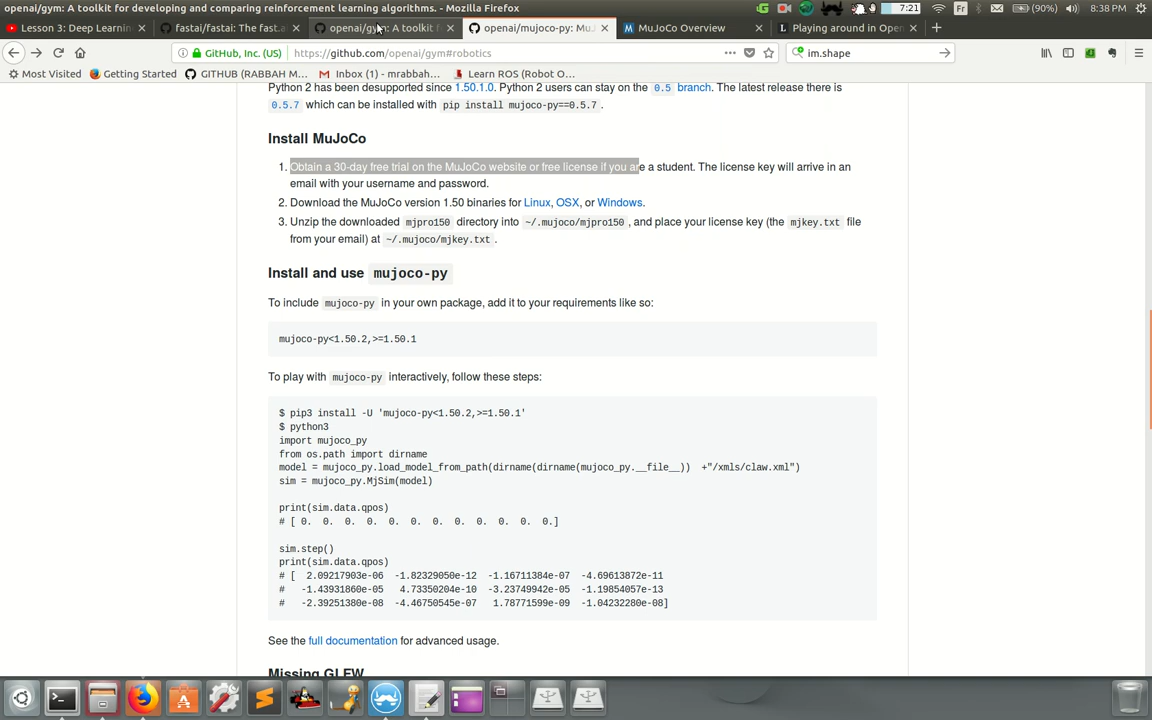 openai/gym: A toolkit for developing and comparing reinforcement learning algorithms. - Mozilla Firefox
Fr (90%) 7:21 8:38 PM
Lesson 3: Deep Learnin
fastai/fastai: The fast.a
openai/gym: A toolkit f
openai/mujoco-py: MuJ
MuJoCo Overview
Playing around in Open
GitHub, Inc. (US) https://github.com/openai/gym#robotics
im.shape
Most Visited Getting Started GITHUB (RABBAH M... Inbox (1) - mrabbah... Learn ROS (Robot O...
Python 2 has been desupported since 1.50.1.0. Python 2 users can stay on the 0.5 branch. The latest release there is
0.5.7 which can be installed with pip install mujoco-py==0.5.7 .
Install MuJoCo
1. Obtain a 30-day free trial on the MuJoCo website or free license if you are a student. The license key will arrive in an
email with your username and password.
2. Download the MuJoCo version 1.50 binaries for Linux, OSX, or Windows.
3. Unzip the downloaded mjpro150 directory into ~/.mujoco/mjpro150 , and place your license key (the mjkey.txt file
from your email) at ~/.mujoco/mjkey.txt .
Install and use mujoco-py
To include mujoco-py in your own package, add it to your requirements like so:
mujoco-py<1.50.2,>=1.50.1
To play with mujoco-py interactively, follow these steps:
$ pip3 install -U 'mujoco-py<1.50.2,>=1.50.1'
$ python3
import mujoco_py
from os.path import dirname
model = mujoco_py.load_model_from_path(dirname(dirname(mujoco_py.__file__)) +"/xmls/claw.xml")
sim = mujoco_py.MjSim(model)
print(sim.data.qpos)
# [ 0. 0. 0. 0. 0. 0. 0. 0. 0. 0. 0. 0.]
sim.step()
print(sim.data.qpos)
# [ 2.09217903e-06 -1.82329050e-12 -1.16711384e-07 -4.69613872e-11
# -1.43931860e-05 4.73350204e-10 -3.23749942e-05 -1.19854057e-13
# -2.39251380e-08 -4.46750545e-07 1.78771599e-09 -1.04232280e-08]
See the full documentation for advanced usage.
Missing GLFW